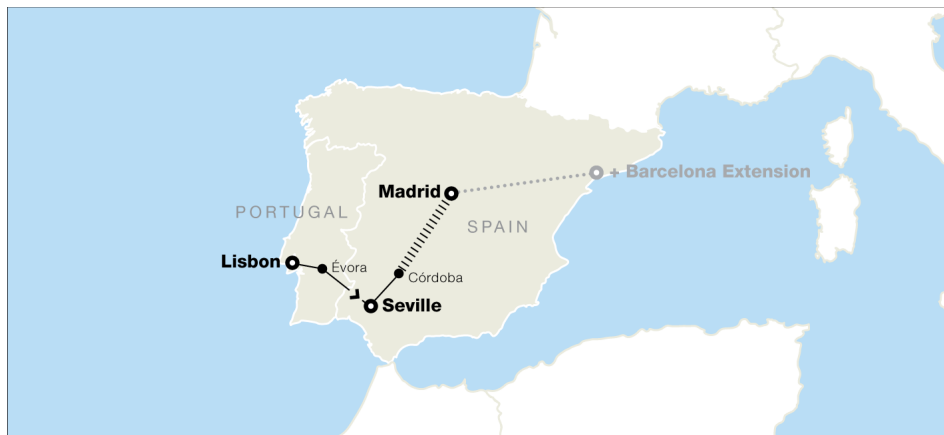 + Barcelona Extension
Madrid
PORTUGAL
SPAIN
Lisbon
Évora
Córdoba
Seville